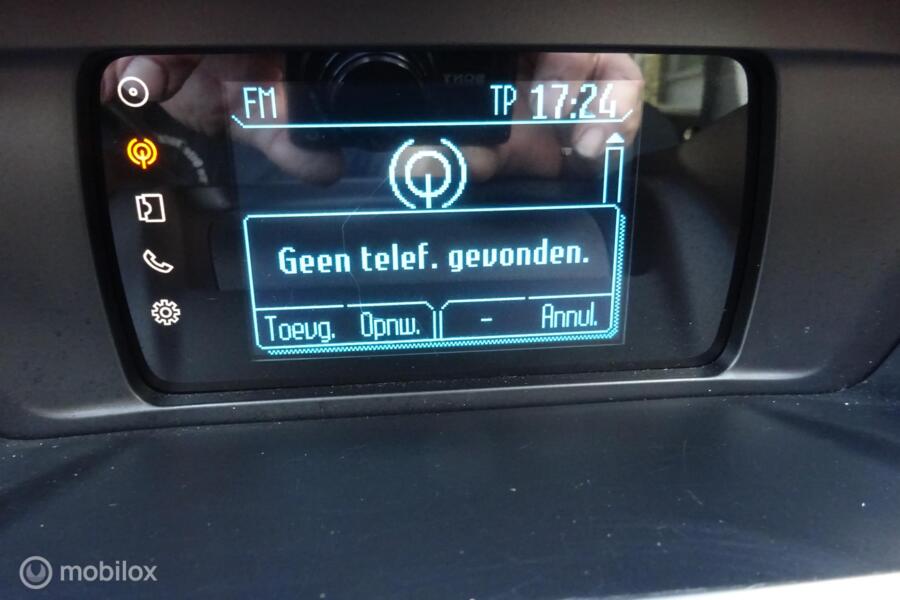 FM TP 17:24
Geen telef. gevonden.
Toevg. Opnw. - Annul.
mobilox